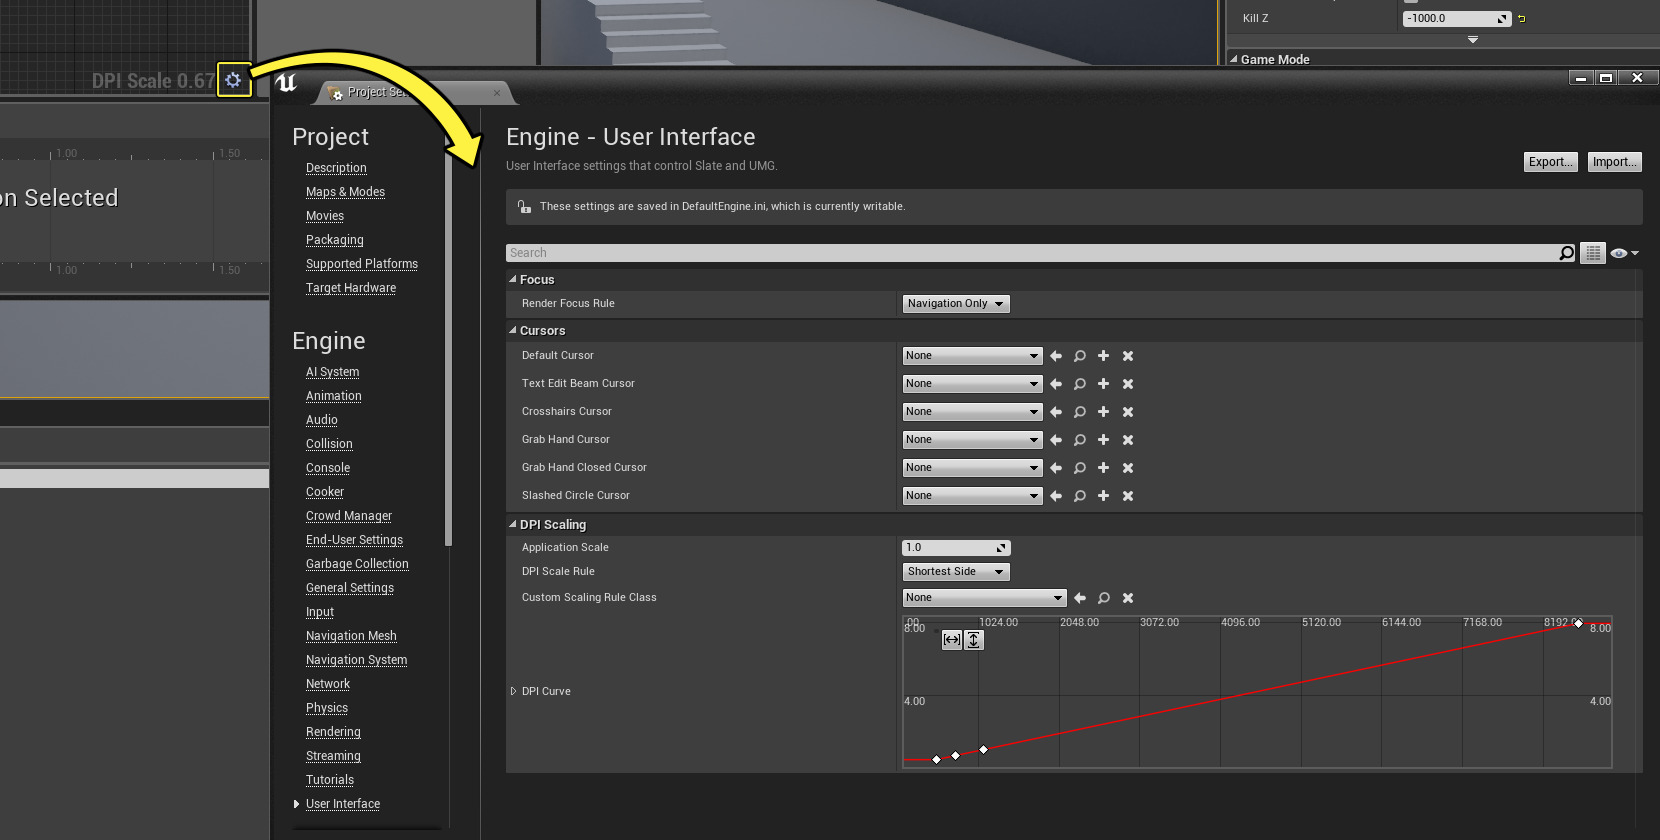 Kill Z
-1000.0
Game Mode
DPI Scale 0.67
1.00
1.50
on Selected
1.00
1.50
Project Se
Project
Description
Maps & Modes
Movies
Packaging
Supported Platforms
Target Hardware
Engine
AI System
Animation
Audio
Collision
Console
Cooker
Crowd Manager
End-User Settings
Garbage Collection
General Settings
Input
Navigation Mesh
Navigation System
Network
Physics
Rendering
Streaming
Tutorials
User Interface
Engine - User Interface
User Interface settings that control Slate and UMG.
Export...
Import...
These settings are saved in DefaultEngine.ini, which is currently writable.
Search
Focus
Render Focus Rule
Navigation Only
Cursors
Default Cursor
None
Text Edit Beam Cursor
None
Crosshairs Cursor
None
Grab Hand Cursor
None
Grab Hand Closed Cursor
None
Slashed Circle Cursor
None
DPI Scaling
Application Scale
1.0
DPI Scale Rule
Shortest Side
Custom Scaling Rule Class
None
DPI Curve
.00 1024.00 2048.00 3072.00 4096.00 5120.00 6144.00 7168.00 8192
8.00 8.00
4.00 4.00